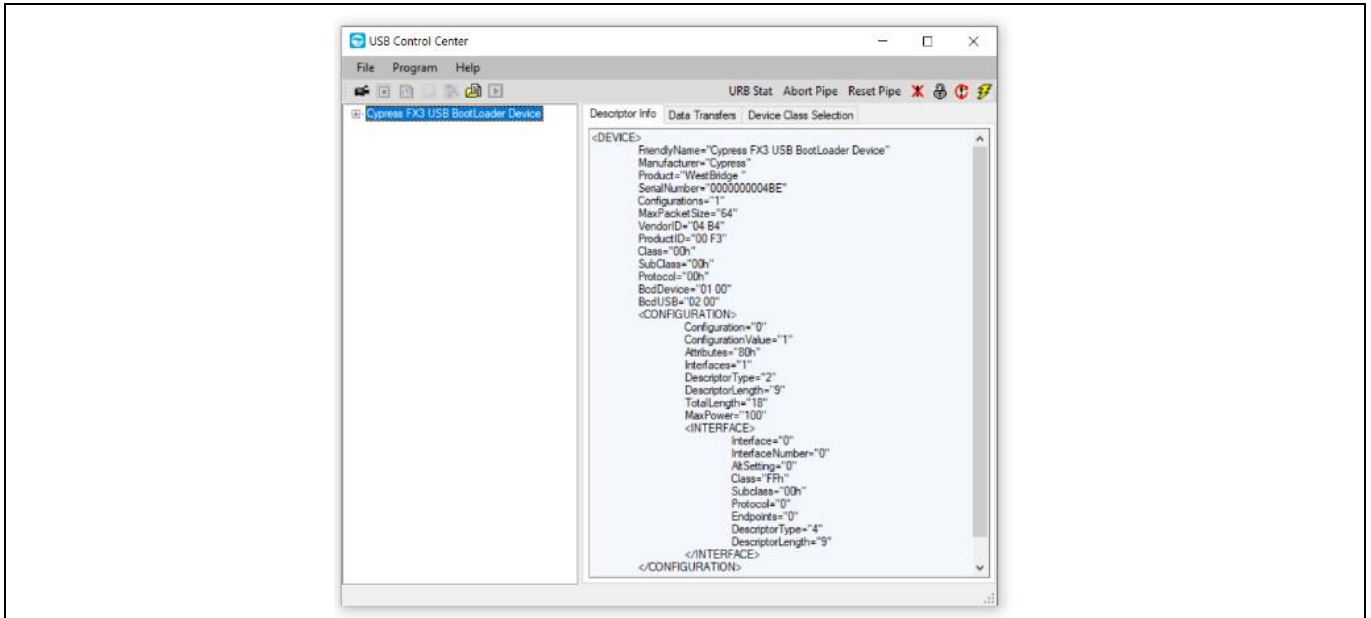 USB Control Center
File Program Help
URB Stat Abort Pipe Reset Pipe
Cypress FX3 USB BootLoader Device
Descriptor Info Data Transfers Device Class Selection
<DEVICE>
FriendlyName="Cypress FX3 USB BootLoader Device"
Manufacturer="Cypress"
Product="WestBridge "
SerialNumber="0000000004BE"
Configurations="1"
MaxPacketSize="64"
VendorID="04 B4"
ProductID="00 F3"
Class="00h"
SubClass="00h"
Protocol="00h"
BcdDevice="01 00"
BcdUSB="02 00"
<CONFIGURATION>
Configuration="0"
ConfigurationValue="1"
Attributes="80h"
Interfaces="1"
DescriptorType="2"
DescriptorLength="9"
TotalLength="18"
MaxPower="100"
<INTERFACE>
Interface="0"
InterfaceNumber="0"
AltSetting="0"
Class="FFh"
Subclass="00h"
Protocol="0"
Endpoints="0"
DescriptorType="4"
DescriptorLength="9"
</INTERFACE>
</CONFIGURATION>